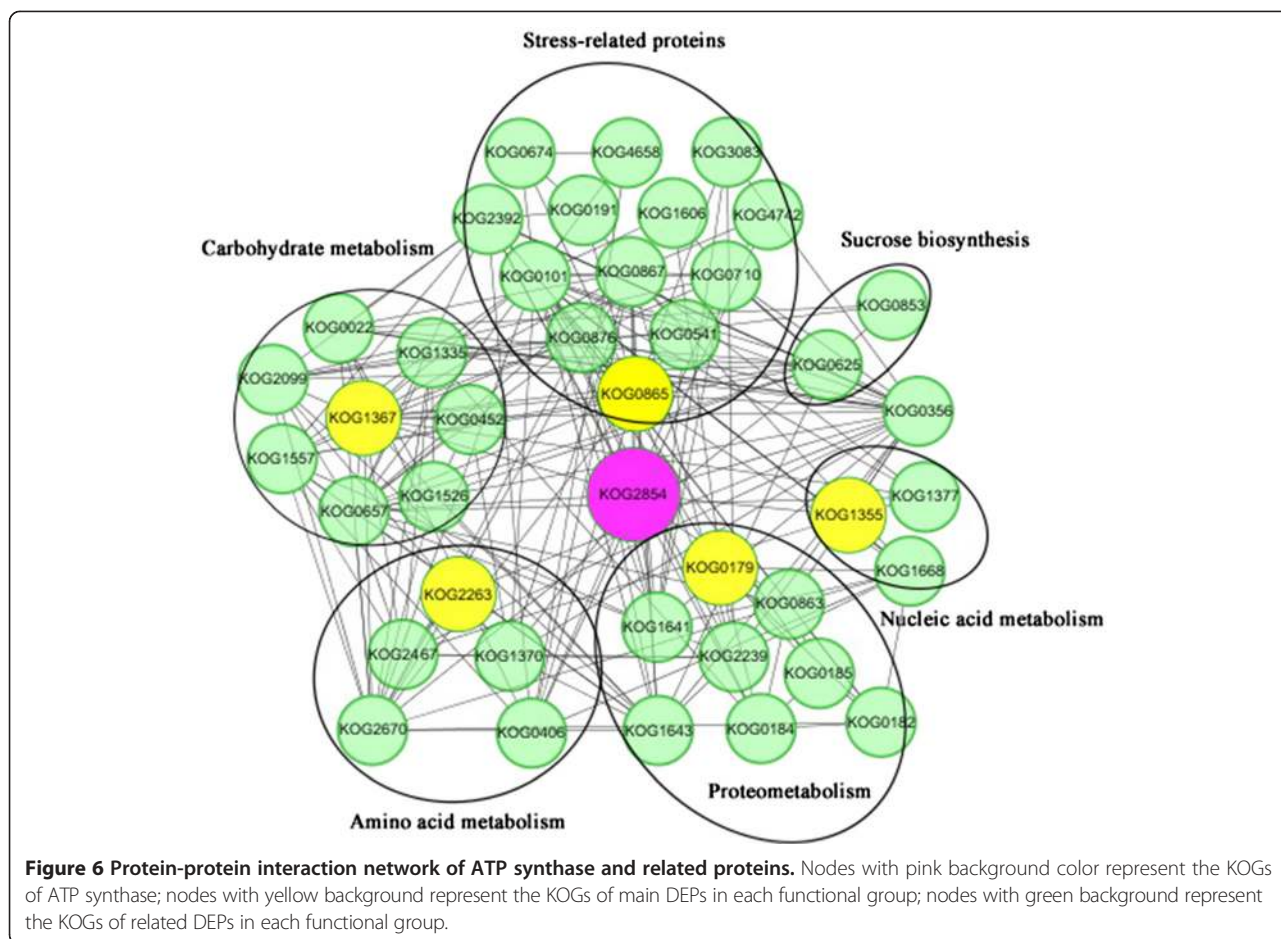 Stress-related proteins
KOG0674
KOG4658
KOG3083
KOG2392
KOG0191
KOG1606
KOG4742
Carbohydrate metabolism
Sucrose biosynthesis
KOG0101
KOG0867
KOG0710
KOG0853
KOG0022
KOG1335
KOG0876
KOG0541
KOG0625
KOG2099
KOG0865
KOG1367
KOG0452
KOG0356
KOG1557
KOG1526
KOG2854
KOG1377
KOG0657
KOG1355
KOG0179
KOG1668
KOG2263
KOG0863
Nucleic acid metabolism
KOG1641
KOG2467
KOG1370
KOG2239
KOG0185
KOG2670
KOG0406
KOG1643
KOG0184
KOG0182
Proteometabolism
Amino acid metabolism
Figure 6 Protein-protein interaction network of ATP synthase and related proteins. Nodes with pink background color represent the KOGs
of ATP synthase; nodes with yellow background represent the KOGs of main DEPs in each functional group; nodes with green background represent
the KOGs of related DEPs in each functional group.